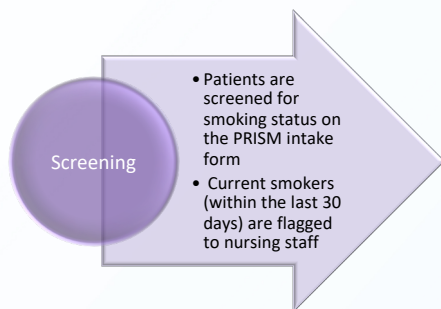 Screening
• Patients are
screened for
smoking status on
the PRISM intake
form
• Current smokers
(within the last 30
days) are flagged
to nursing staff